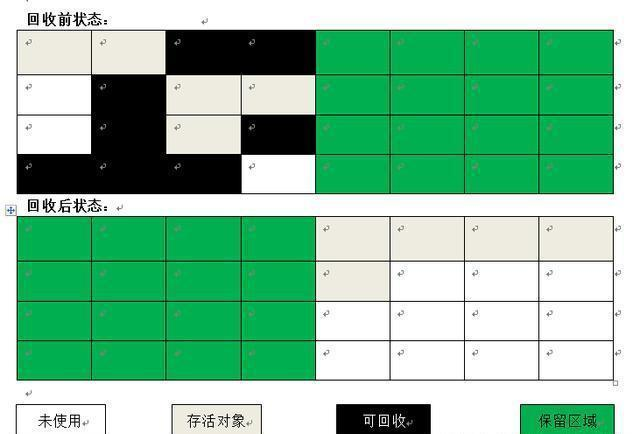 回收前状态：
回收后状态：
未使用
存活对象
可回收
保留区域